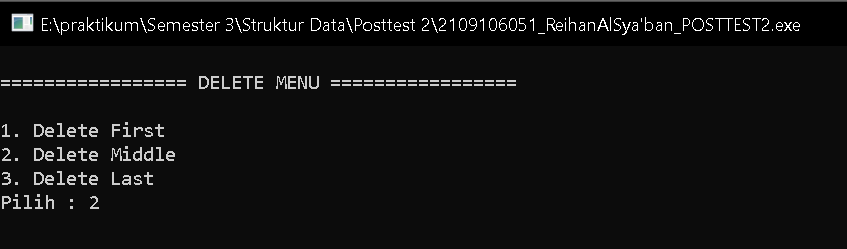 E:\praktikum\Semester 3\Struktur Data\Posttest 2\2109106051_ReihanAlSya'ban_POSTTEST2.exe
================= DELETE MENU =================
1. Delete First
2. Delete Middle
3. Delete Last
Pilih : 2